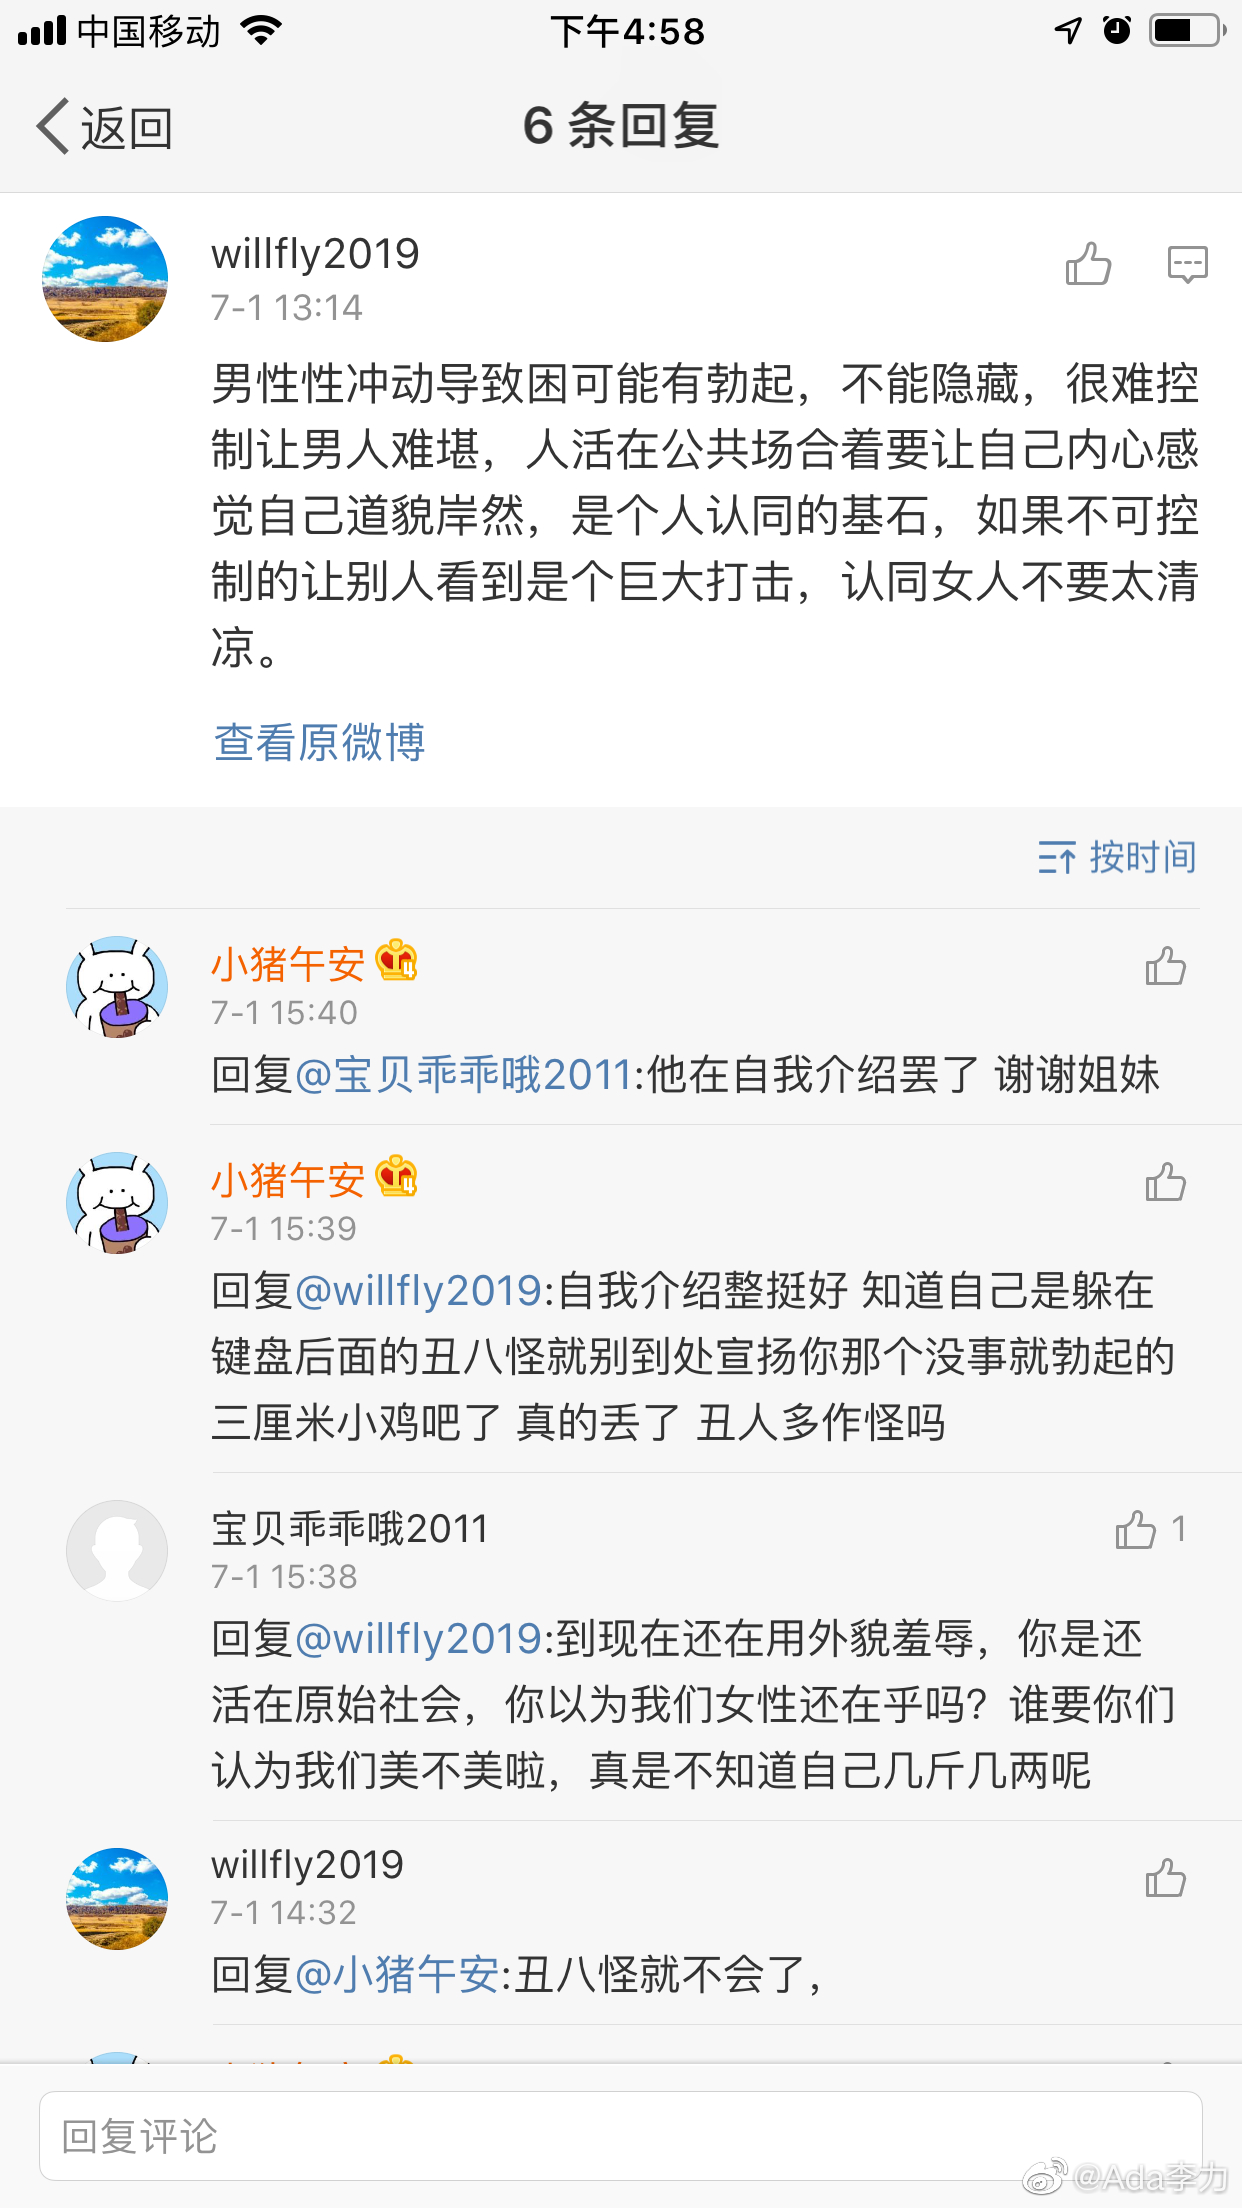 中国移动
下午4:58
返回
6 条回复
willfly2019
7-1 13:14
男性性冲动导致困可能有勃起，不能隐藏，很难控
制让男人难堪，人活在公共场合着要让自己内心感
觉自己道貌岸然，是个人认同的基石，如果不可控
制的让别人看到是个巨大打击，认同女人不要太清
凉。
查看原微博
按时间
小猪午安
7-1 15:40
回复@宝贝乖乖哦2011:他在自我介绍罢了 谢谢姐妹
小猪午安
7-1 15:39
回复@willfly2019:自我介绍整挺好 知道自己是躲在
键盘后面的丑八怪就别到处宣扬你那个没事就勃起的
三厘米小鸡吧了 真的丢了 丑人多作怪吗
宝贝乖乖哦2011
1
7-1 15:38
回复@willfly2019:到现在还在用外貌羞辱，你是还
活在原始社会，你以为我们女性还在乎吗？谁要你们
认为我们美不美啦，真是不知道自己几斤几两呢
willfly2019
7-1 14:32
回复@小猪午安:丑八怪就不会了，
回复评论
@Ada李力